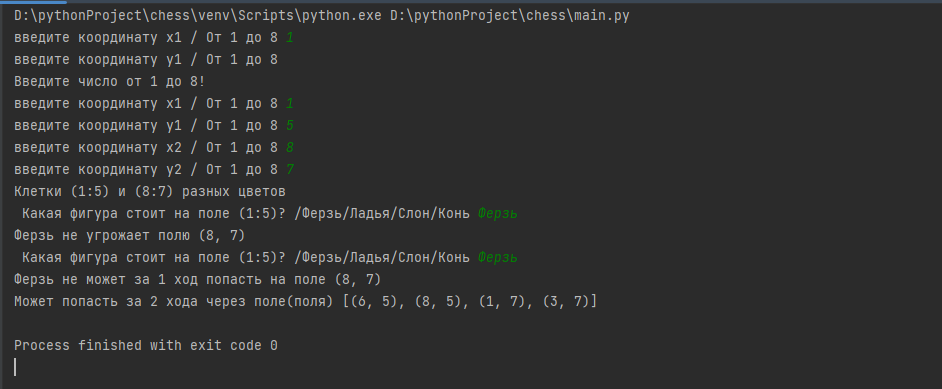 D:\pythonProject\chess\venv\Scripts\python.exe D:\pythonProject\chess\main.py
введите координату x1 / От 1 до 8 1
введите координату y1 / От 1 до 8
Введите число от 1 до 8!
введите координату x1 / От 1 до 8 1
введите координату y1 / От 1 до 8 5
введите координату x2 / От 1 до 8 8
введите координату y2 / От 1 до 8 7
Клетки (1:5) и (8:7) разных цветов
Какая фигура стоит на поле (1:5)? /Ферзь/Ладья/Слон/Конь Ферзь
Ферзь не угрожает полю (8, 7)
Какая фигура стоит на поле (1:5)? /Ферзь/Ладья/Слон/Конь Ферзь
Ферзь не может за 1 ход попасть на поле (8, 7)
Может попасть за 2 хода через поле(поля) [(6, 5), (8, 5), (1, 7), (3, 7)]
Process finished with exit code 0